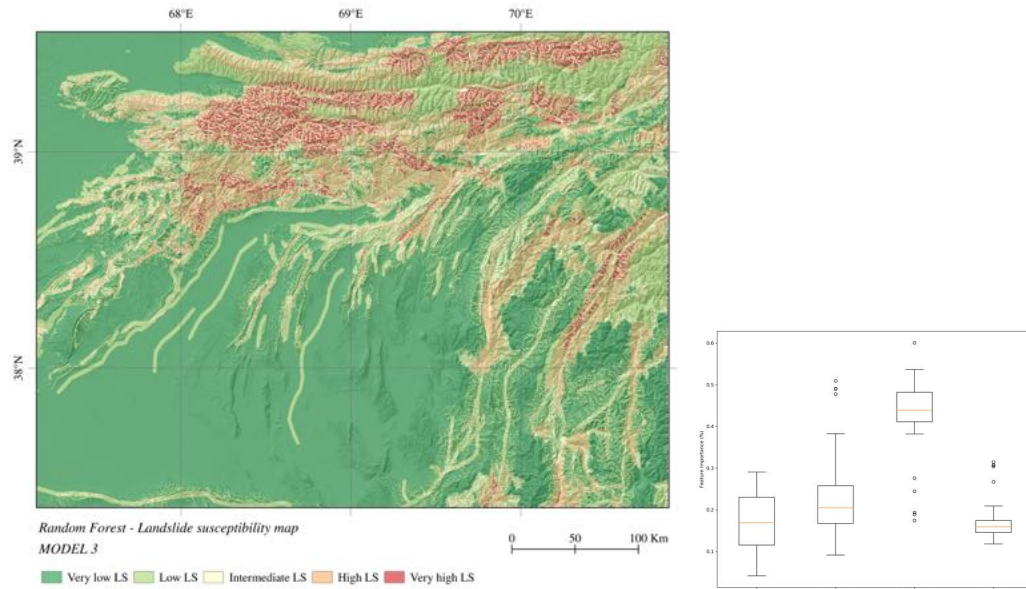 68°E 69°E 70°E
39°N
38°N
Random Forest - Landslide susceptibility map
MODEL 3
0 50 100 Km
Very low LS Low LS Intermediate LS High LS Very high LS
Feature importance (%)
0.6
0.5
0.4
0.3
0.2
0.1